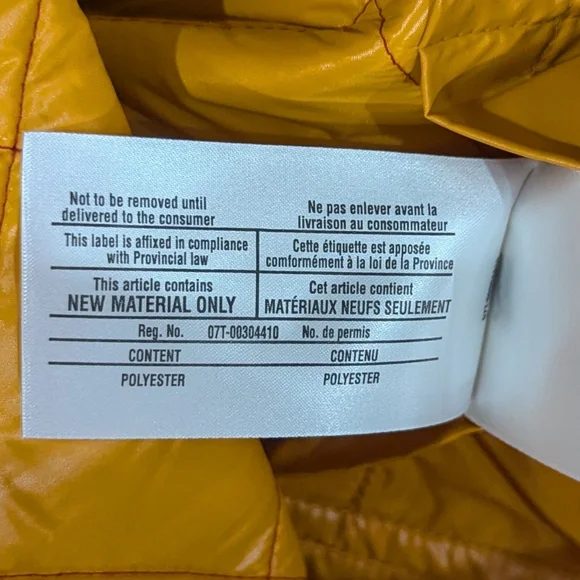 Not to be removed until
delivered to the consumer
Ne pas enlever avant la
livraison au consommateur
This label is affixed in compliance
with Provincial law
Cette étiquette est apposée
comformément à la loi de la Province
This article contains
NEW MATERIAL ONLY
Cet article contient
MATÉRIAUX NEUFS SEULEMENT
Reg. No. 07T-00304410 No. de permis
CONTENT CONTENU
POLYESTER POLYESTER